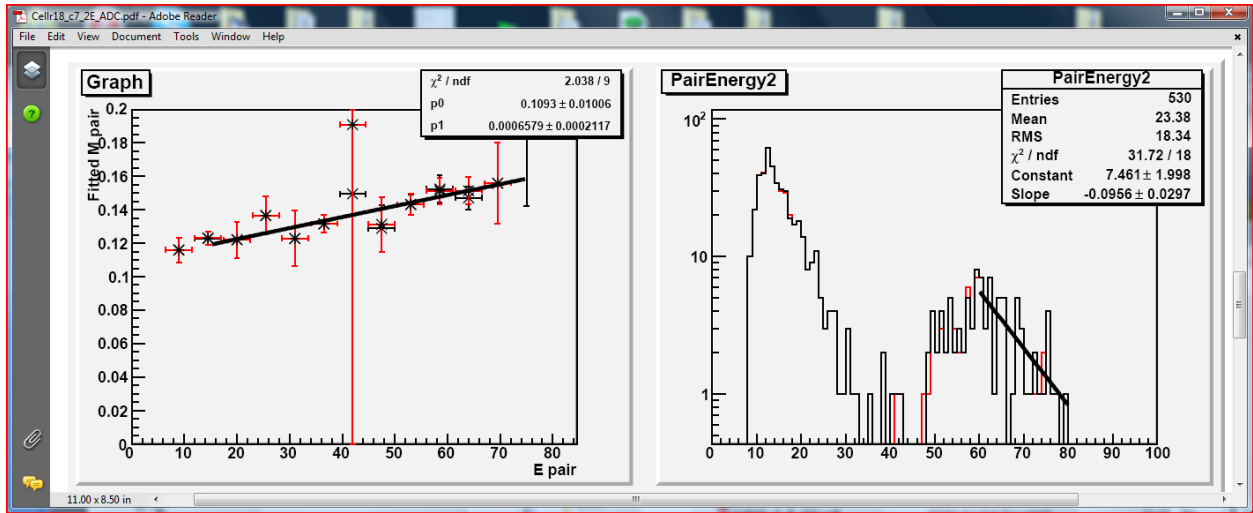 Cellr18_c7_2E_ADC.pdf - Adobe Reader
File Edit View Document Tools Window Help
Graph
χ² / ndf 2.038 / 9
p0 0.1093 ± 0.01006
p1 0.0006579 ± 0.0002117
Fitted M pair
0.2
0.18
0.16
0.14
0.12
0.1
0.08
0.06
0.04
0.02
0
0 10 20 30 40 50 60 70 80
E pair
PairEnergy2
PairEnergy2
Entries 530
Mean 23.38
RMS 18.34
χ² / ndf 31.72 / 18
Constant 7.461 ± 1.998
Slope -0.0956 ± 0.0297
10²
10
1
0 10 20 30 40 50 60 70 80 90 100
11.00 x 8.50 in